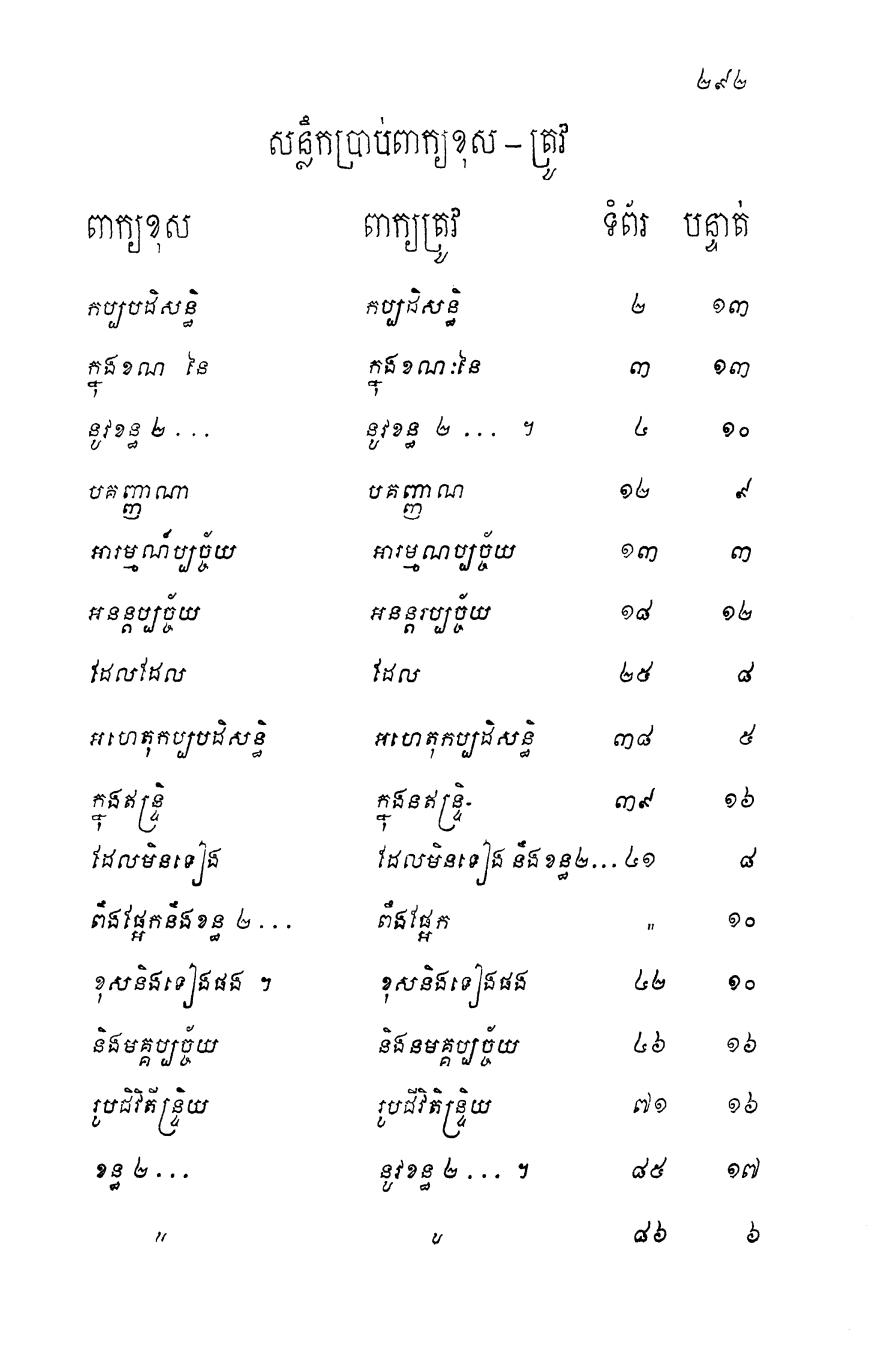 ២៩២
សន្លឹកប្រាប់ពាក្យខុស – ត្រូវ
ពាក្យខុស ពាក្យត្រូវ ទំព័រ បន្ទាត់
កប្បបដិសន្ធិ កប្បដិសន្ធិ ២ ១៣
ក្នុងខណ នៃ ក្នុងខណៈនៃ ៣ ១៣
នូវខន្ធ ២ ... នូវខន្ធ ២ ... ។ ៤ ១០
បគញ្ញាណា បគញ្ញាណ ១២ ៩
អារម្មណ៍ប្បច្ច័យ អារម្មណប្បច្ច័យ ១៣ ៣
អនន្តប្បច្ច័យ អនន្តរប្បច្ច័យ ១៨ ១២
ដែលដែល ដែល ២៥ ៨
អហេតុកប្បបដិសន្ធិ អហេតុកប្បដិសន្ធិ ៣៨ ៥
ក្នុងឥន្ទ្រិ ក្នុងនឥន្ទ្រិ- ៣៩ ១៦
ដែលមិនទៀង ដែលមិនទៀង នឹងខន្ធ២... ៤១ ៨
ពឹងផ្អែកនឹងខន្ធ ២ ... ពឹងផ្អែក " ១០
ខុសនិងទៀងផង ។ ខុសនិងទៀងផង ៤២ ១០
និងមគ្គប្បច្ច័យ និងនមគ្គប្បច្ច័យ ៤៦ ១៦
រូបជិវិត័ន្ទ្រិយ រូបជីវិតិន្ទ្រិយ ៧១ ១៦
ខន្ធ ២ ... នូវខន្ធ ២ ... ។ ៨៥ ១៧
" " ៨៦ ៦